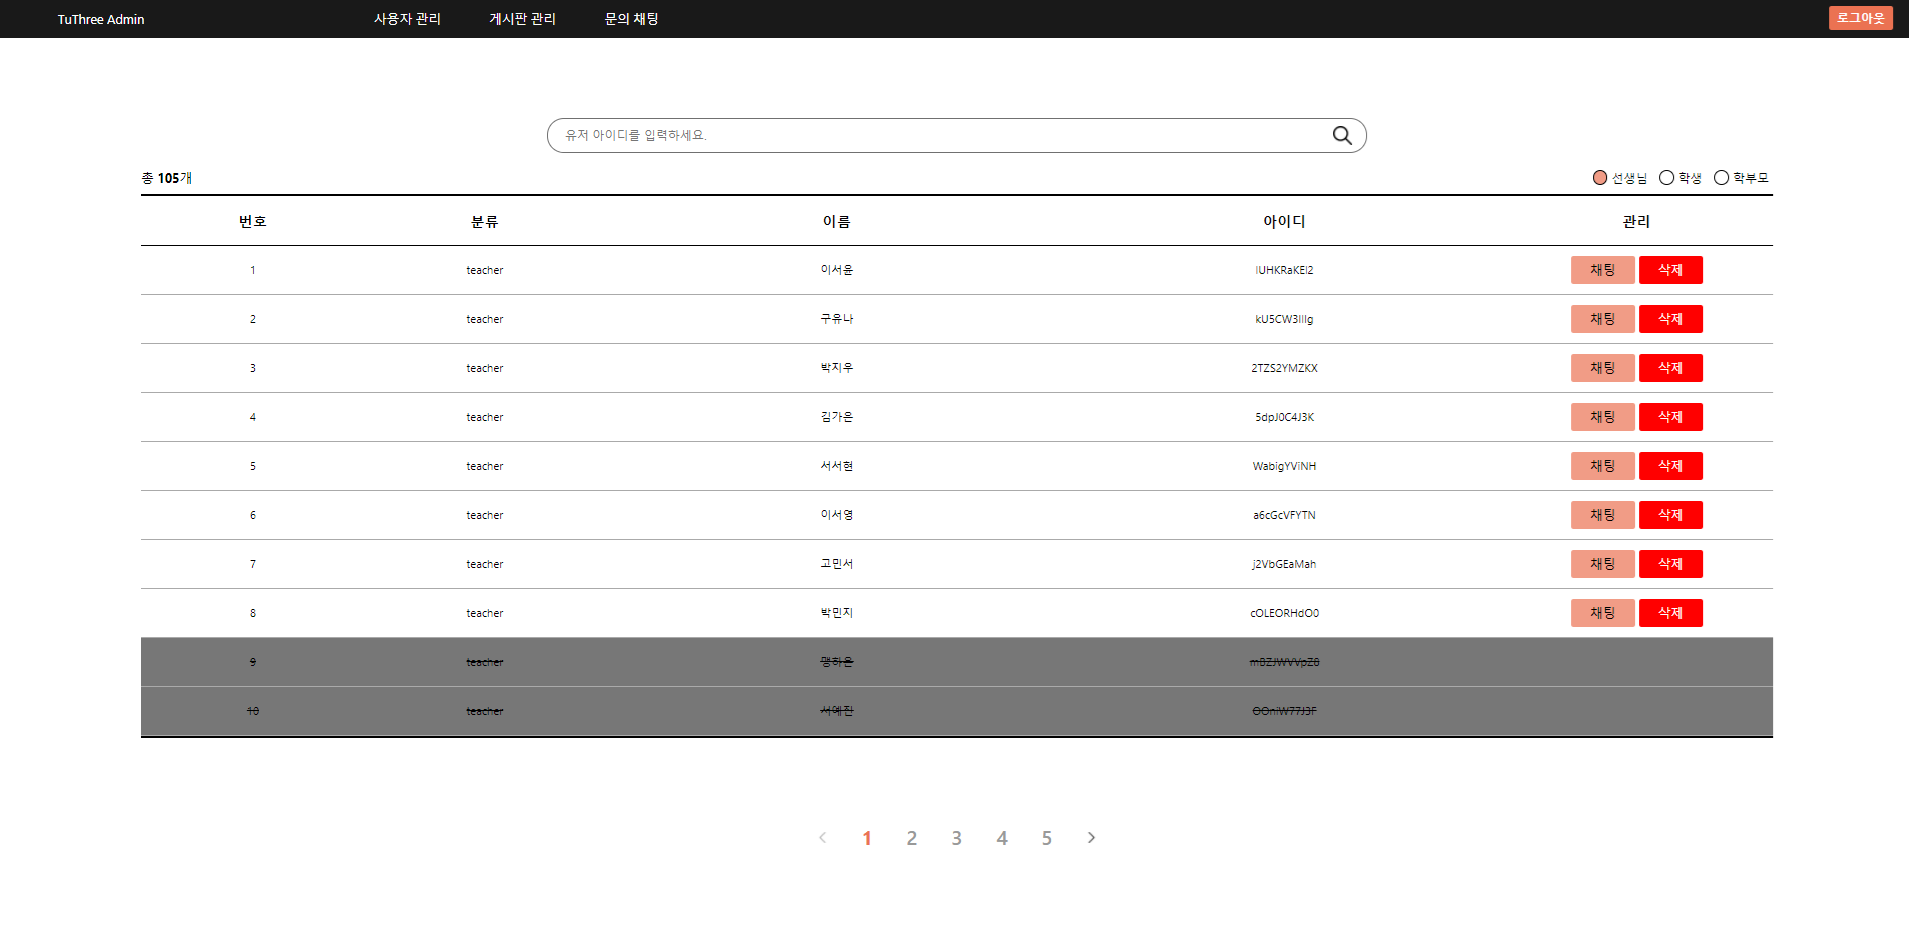 TuThree Admin 사용자 관리 게시판 관리 문의 채팅 로그아웃
유저 아이디를 입력하세요.
총 105개 선생님 학생 학부모
번호 분류 이름 아이디 관리
1 teacher 이서윤 IUHKRaKEI2 채팅 삭제
2 teacher 구유나 kU5CW3IIIg 채팅 삭제
3 teacher 박지우 2TZS2YMZKX 채팅 삭제
4 teacher 김가은 5dpJ0C4J3K 채팅 삭제
5 teacher 서서현 WabigYViNH 채팅 삭제
6 teacher 이서영 a6cGcVFYTN 채팅 삭제
7 teacher 고민서 j2VbGEaMah 채팅 삭제
8 teacher 박민지 cOLEORHdO0 채팅 삭제
9 teacher 맹하은
10 teacher 서예진
1 2 3 4 5